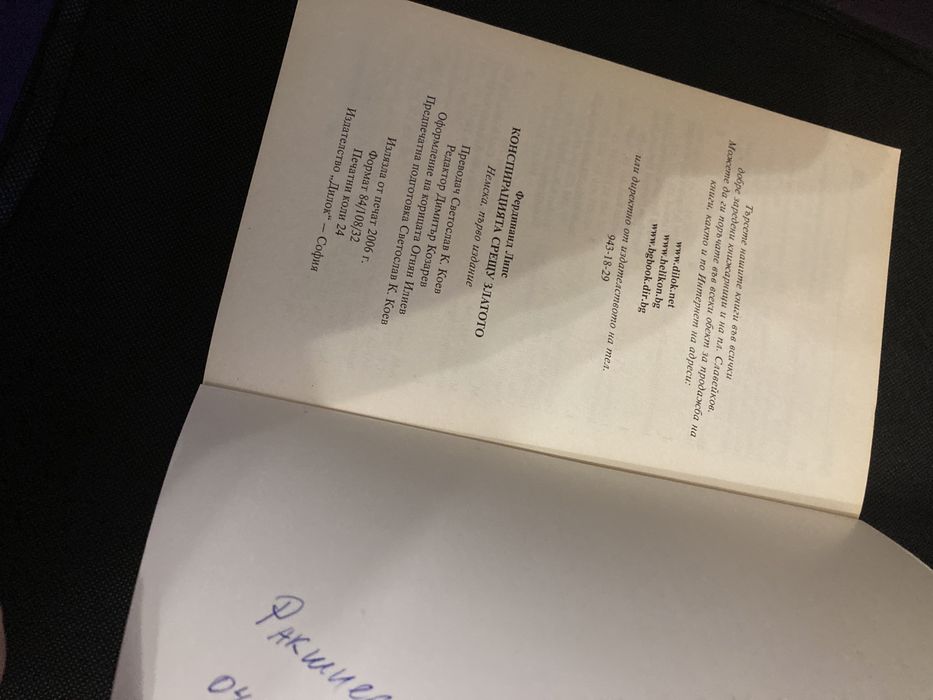 Търсете нашите книги във всички
добре заредени книжарници и на пл. Славейков.
Можете да ги поръчате във всеки обект за продажба на
книги, както и по Интернет на адреси:
www.dilok.net
www.helikon.bg
www.bgbook.dir.bg
или директно от издателството на тел.
943-18-29
Фердинанд Липс
КОНСПИРАЦИЯТА СРЕЩУ ЗЛАТОТО
Немска, първо издание
Преводач Светослав К. Коев
Редактор Димитър Козарев
Оформление на корицата Огнян Илиев
Предпечатна подготовка Светослав К. Коев
Излязла от печат 2006 г.
Формат 84/108/32
Печатни коли 24
Издателство „Дилок“ – София